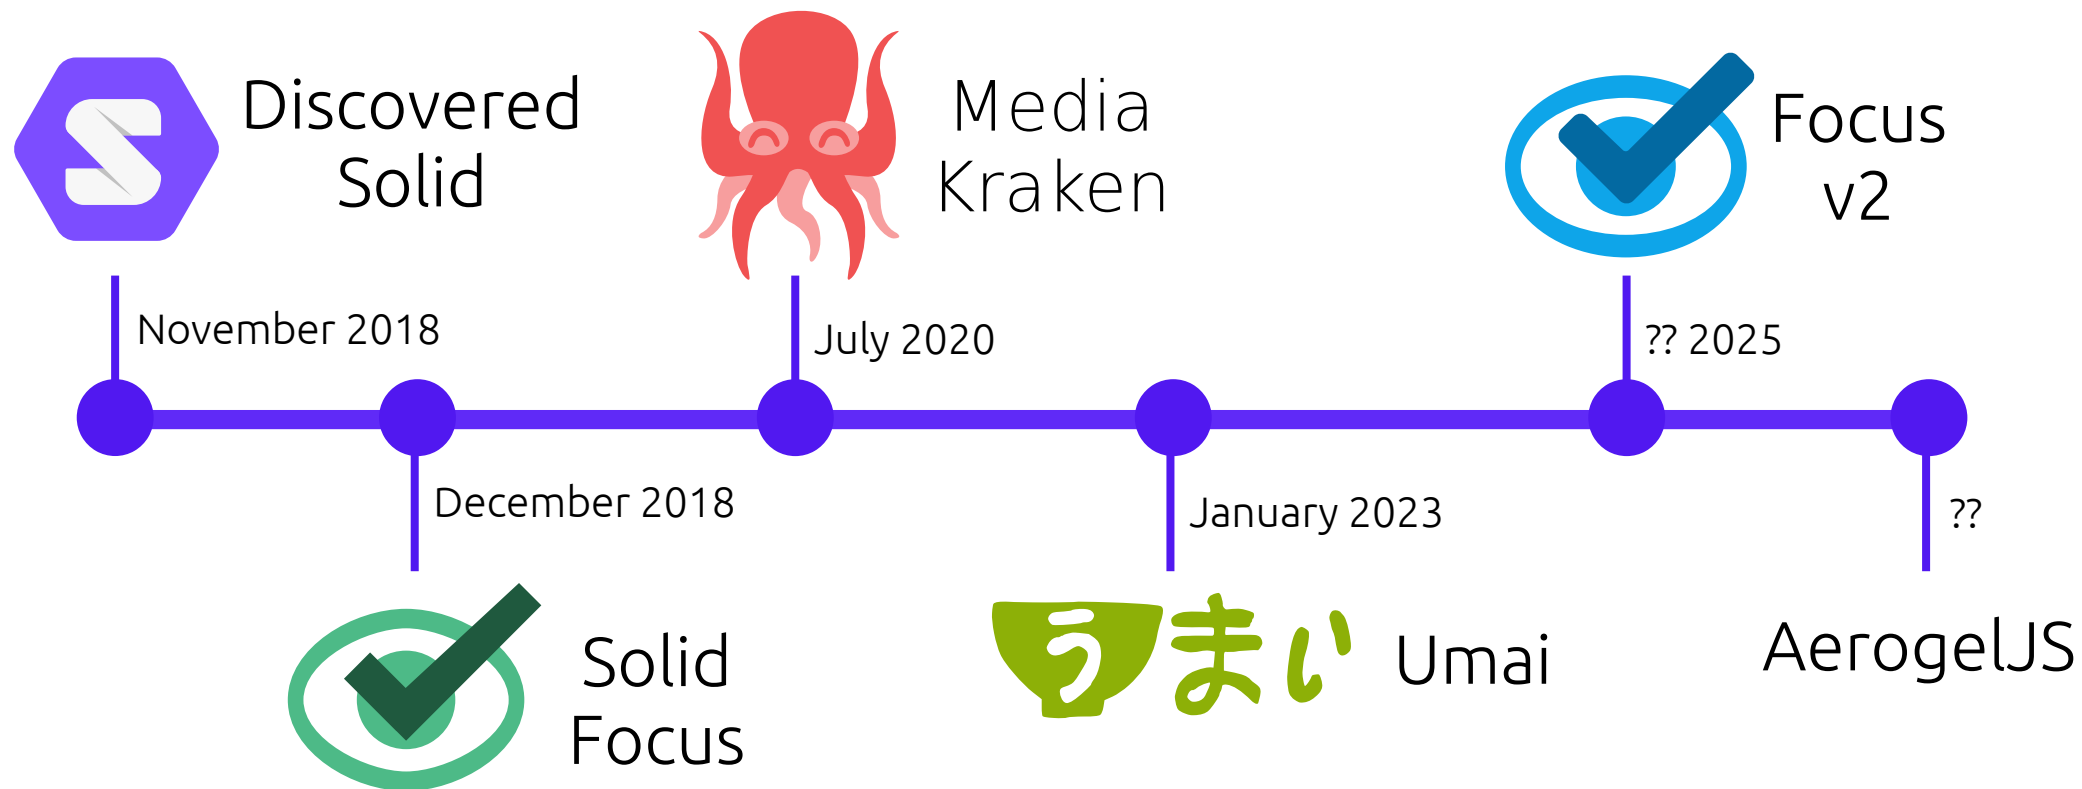 Discovered
Solid
November 2018
December 2018
Solid
Focus
Media
Kraken
July 2020
January 2023
うまい
Umai
Focus
v2
?? 2025
??
AerogelJS